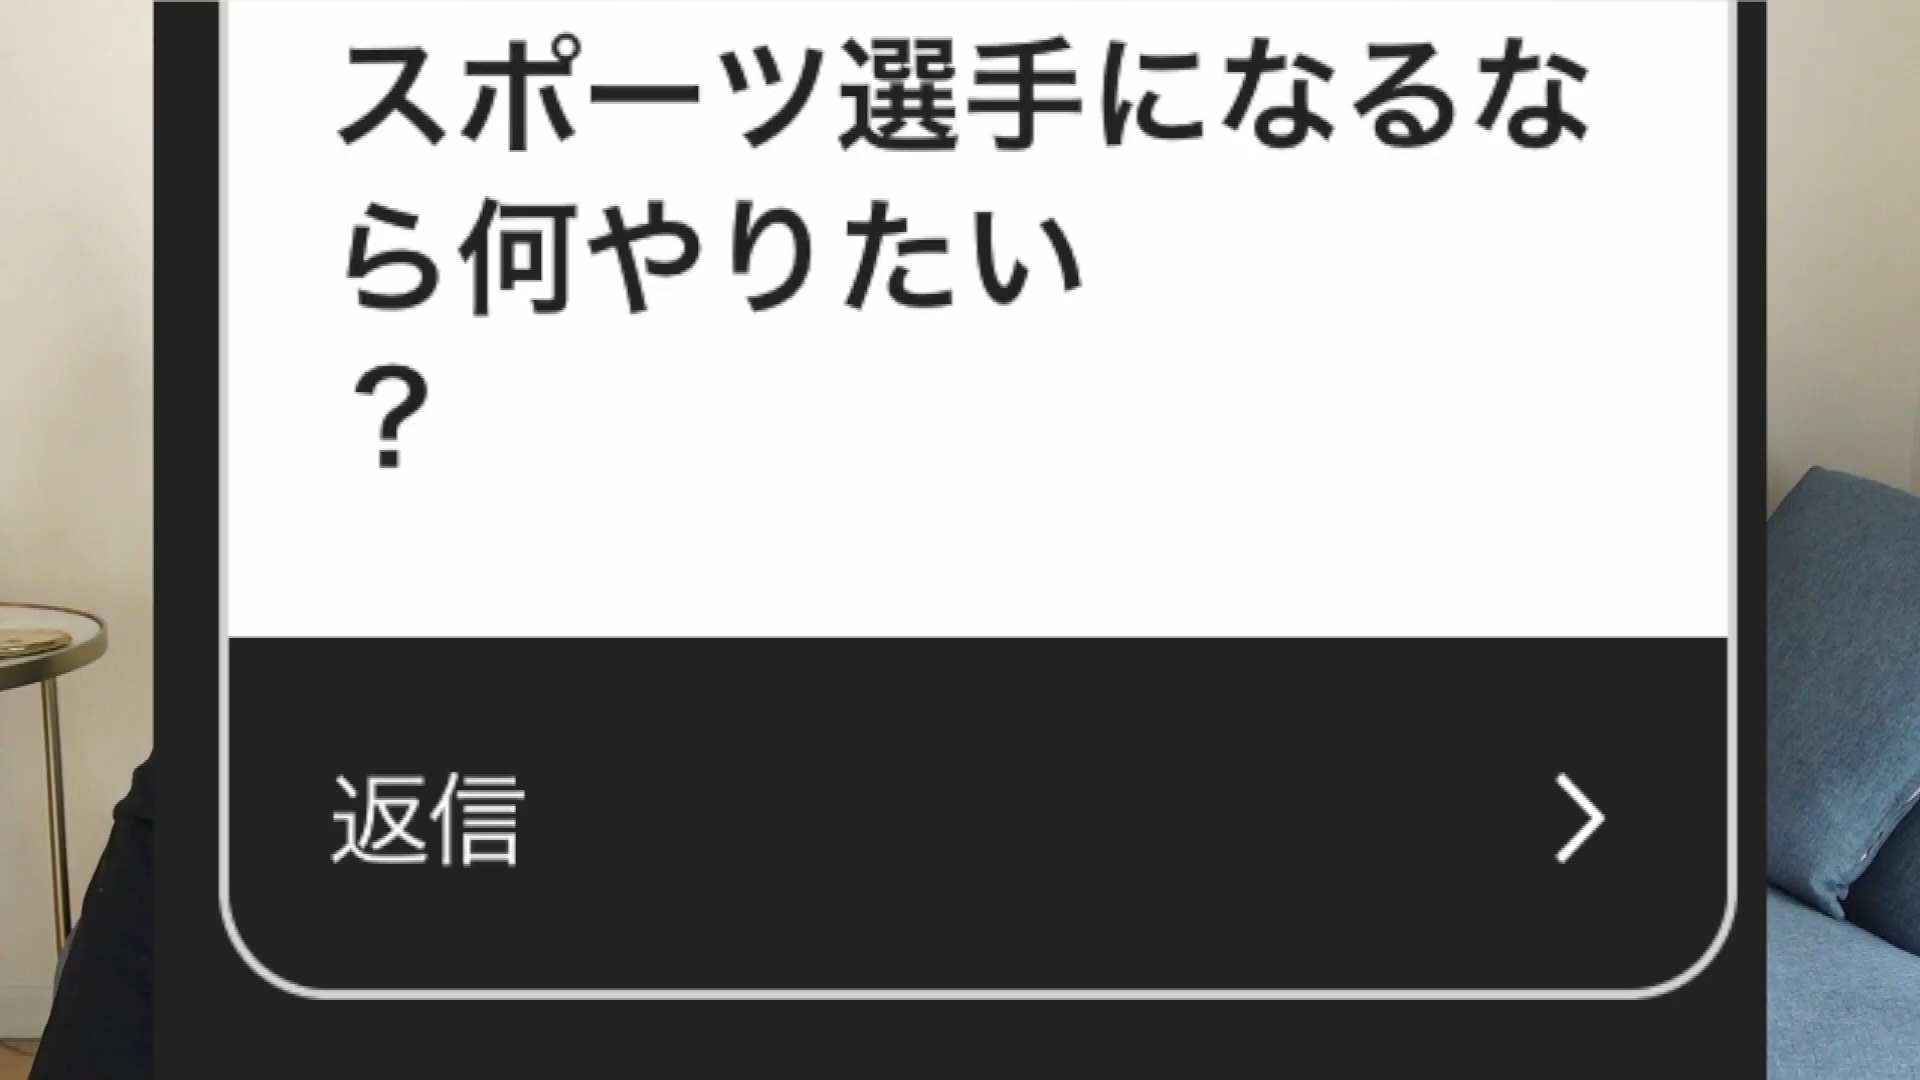 スポーツ選手になるな
ら何やりたい
？
返信